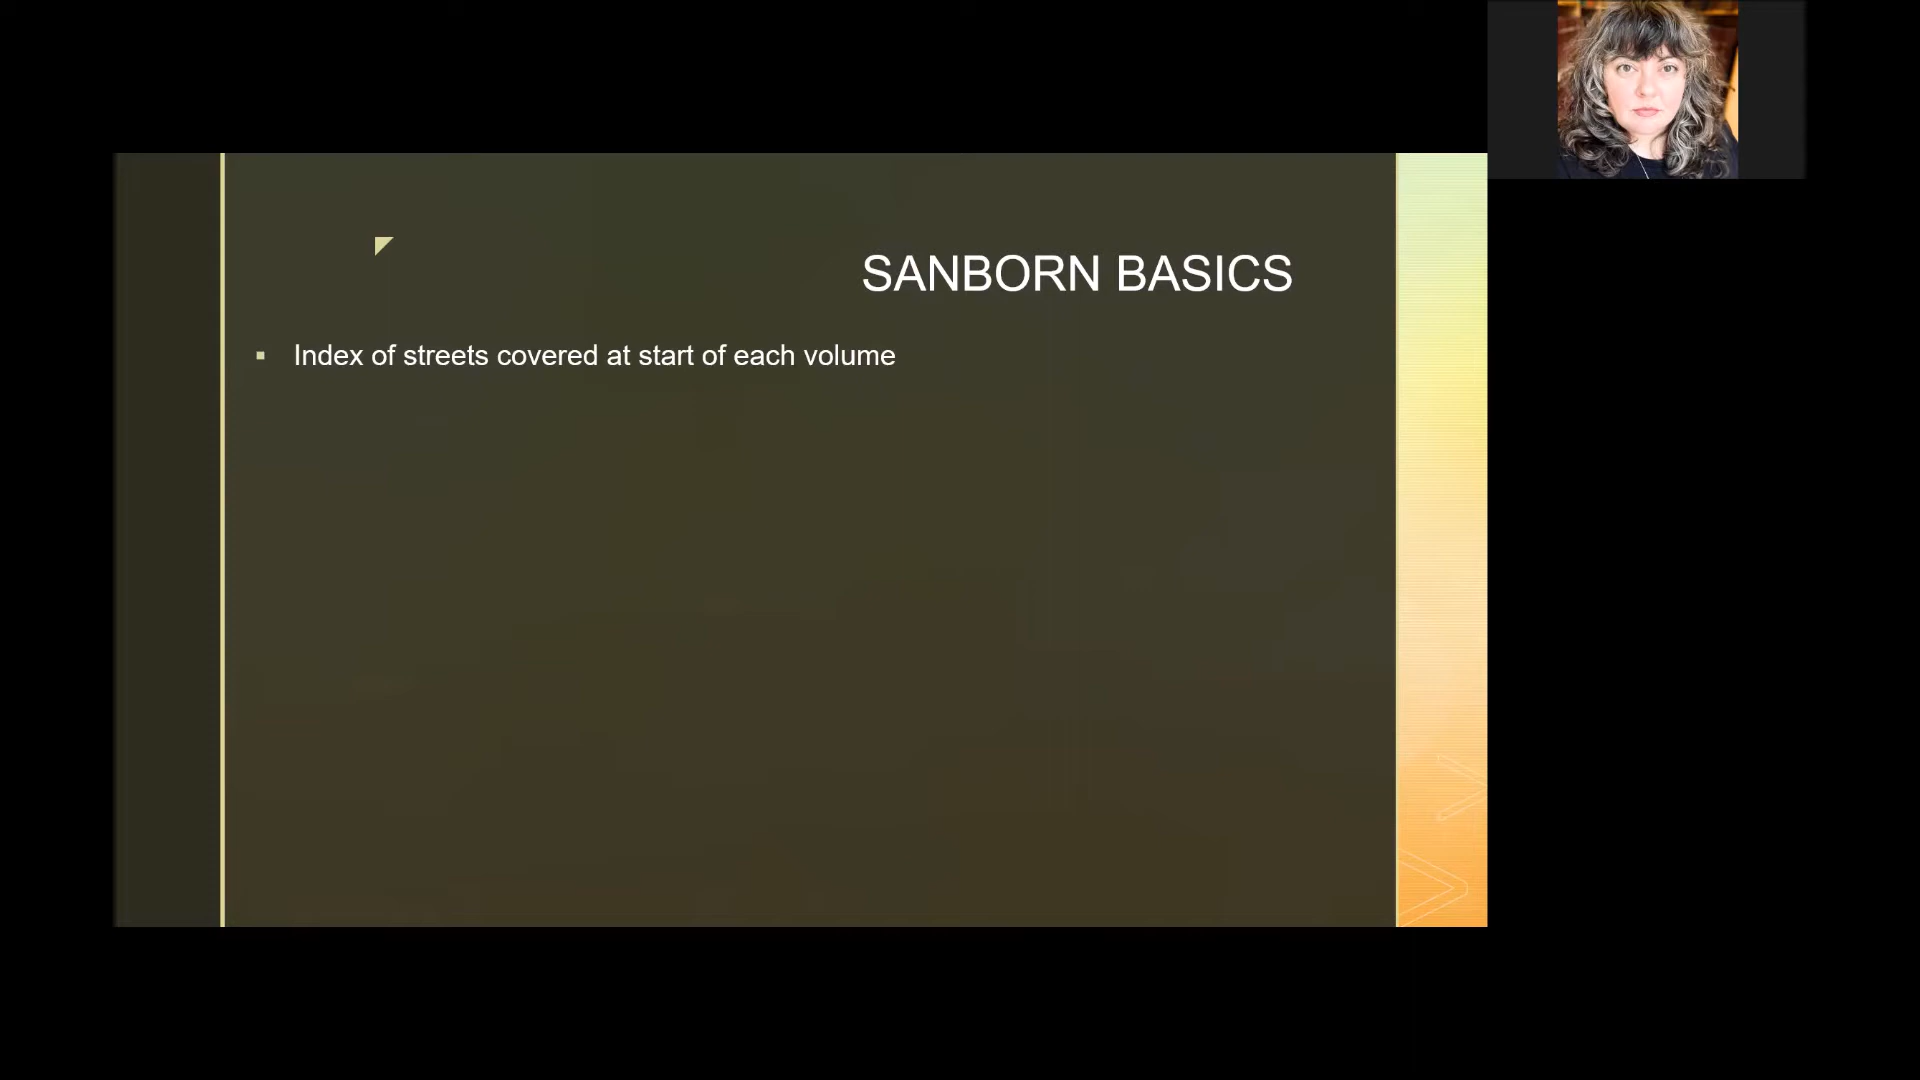 SANBORN BASICS
▪ Index of streets covered at start of each volume